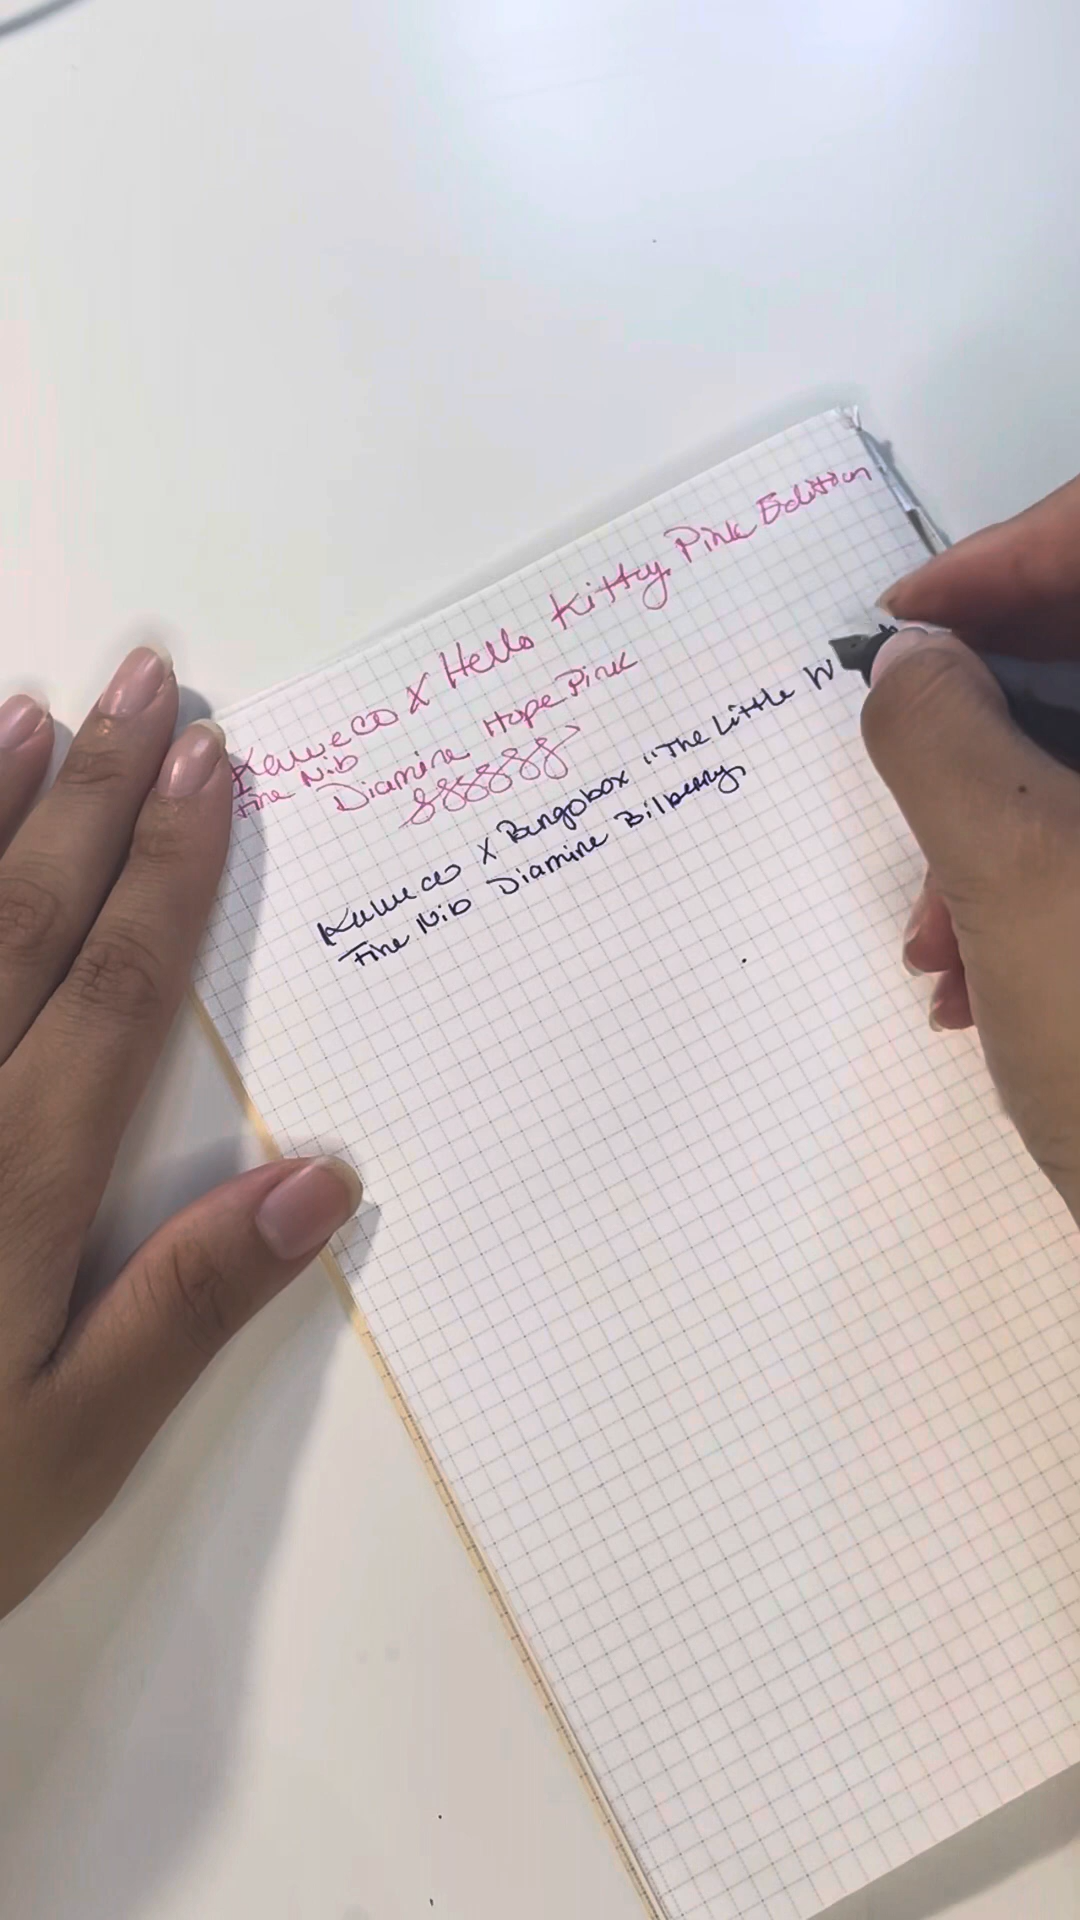 Kaweco X Hello Kitty Pink Edition
Fine Nib
Diamine Hope Pink
Kaweco X Bungobox "The Little W
Fine Nib Diamine Bilberry